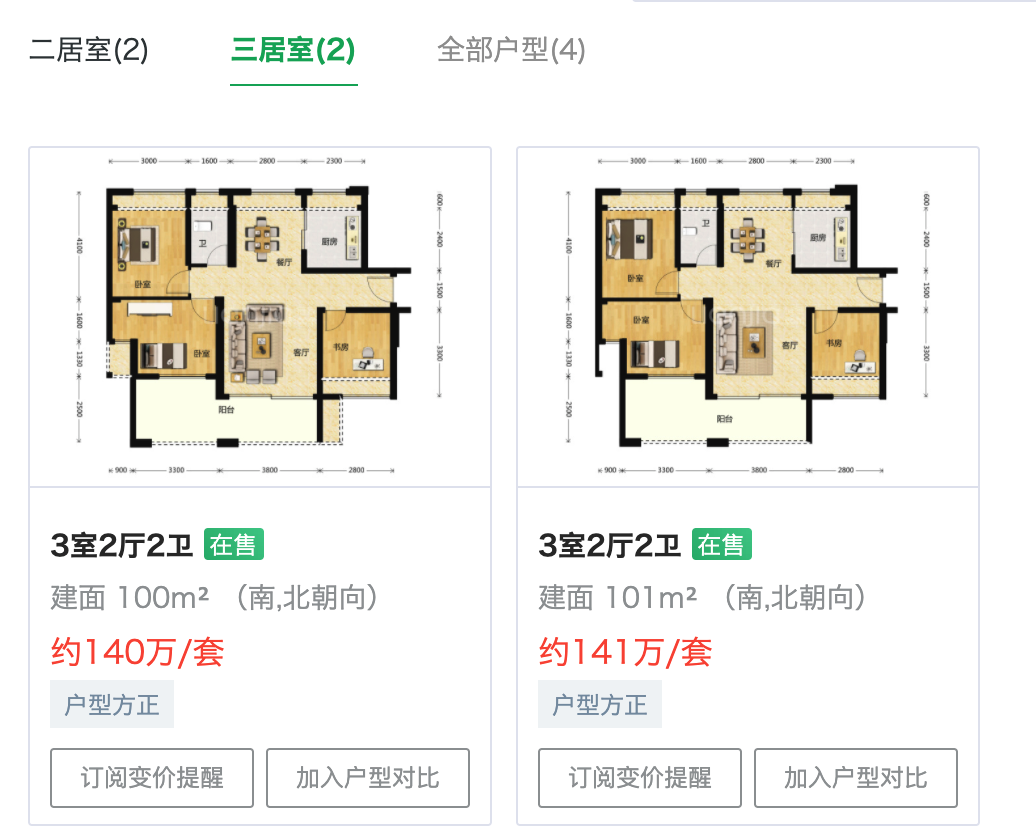 二居室(2)
三居室(2)
全部户型(4)
3000 1600 2800 2300
4100 1600 1330 2500
600 2400 1500 3300
卫
厨房
餐厅
卧室
卧室
客厅
书房
阳台
900 3300 3800 2800
3000 1600 2800 2300
4100 1600 1330 2500
600 2400 1500 3300
卫
厨房
餐厅
卧室
卧室
客厅
书房
阳台
900 3300 3800 2800
3室2厅2卫 在售
建面 100m² （南,北朝向）
约140万/套
户型方正
订阅变价提醒 加入户型对比
3室2厅2卫 在售
建面 101m² （南,北朝向）
约141万/套
户型方正
订阅变价提醒 加入户型对比